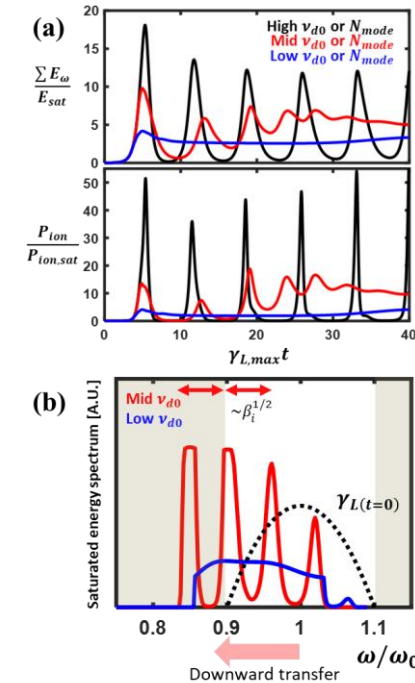 (a)
High ν_d0 or N_mode
Mid ν_d0 or N_mode
Low ν_d0 or N_mode
20
15
10
5
0
∑ E_ω
E_sat
50
40
30
20
10
0
P_ion
P_ion,sat
0 10 20 30 40
γ_L,max t
(b)
Mid ν_d0
Low ν_d0
~β_i^1/2
γ_L(t=0)
Saturated energy spectrum [A.U.]
0.8 0.9 1 1.1
ω/ω_0
Downward transfer